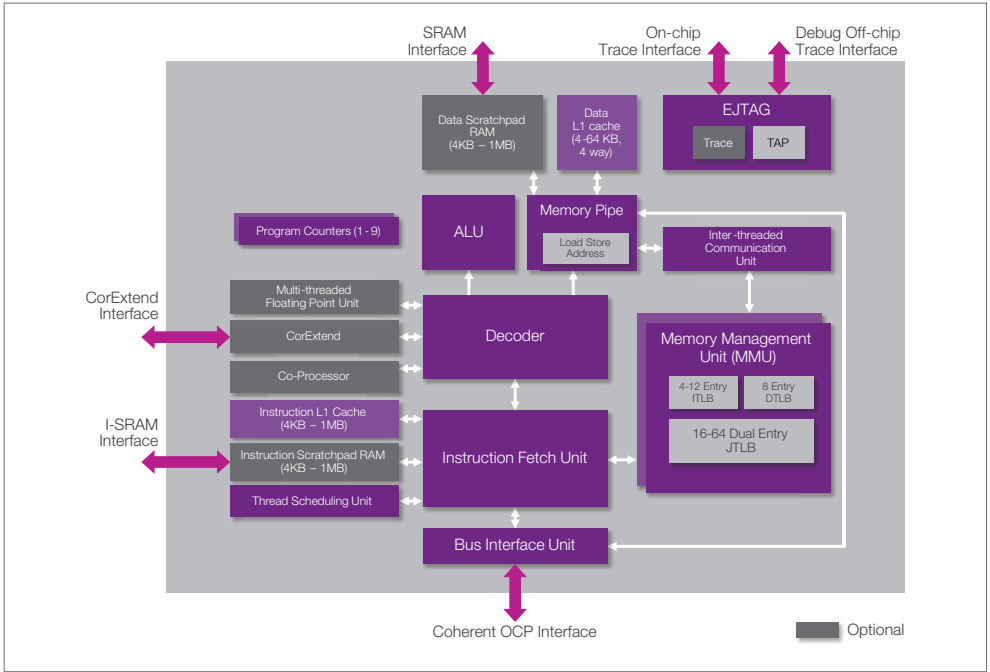 SRAM
Interface
On-chip
Trace Interface
Debug Off-chip
Trace Interface
Data Scratchpad
RAM
(4KB – 1MB)
Data
L1 cache
(4-64 KB,
4 way)
EJTAG
Trace
TAP
Program Counters (1 - 9)
ALU
Memory Pipe
Load Store
Address
Inter-threaded
Communication
Unit
CorExtend
Interface
Multi-threaded
Floating Point Unit
CorExtend
Co-Processor
Decoder
Memory Management
Unit (MMU)
4-12 Entry
ITLB
8 Entry
DTLB
16-64 Dual Entry
JTLB
I-SRAM
Interface
Instruction L1 Cache
(4KB – 1MB)
Instruction Scratchpad RAM
(4KB – 1MB)
Thread Scheduling Unit
Instruction Fetch Unit
Bus Interface Unit
Coherent OCP Interface
Optional